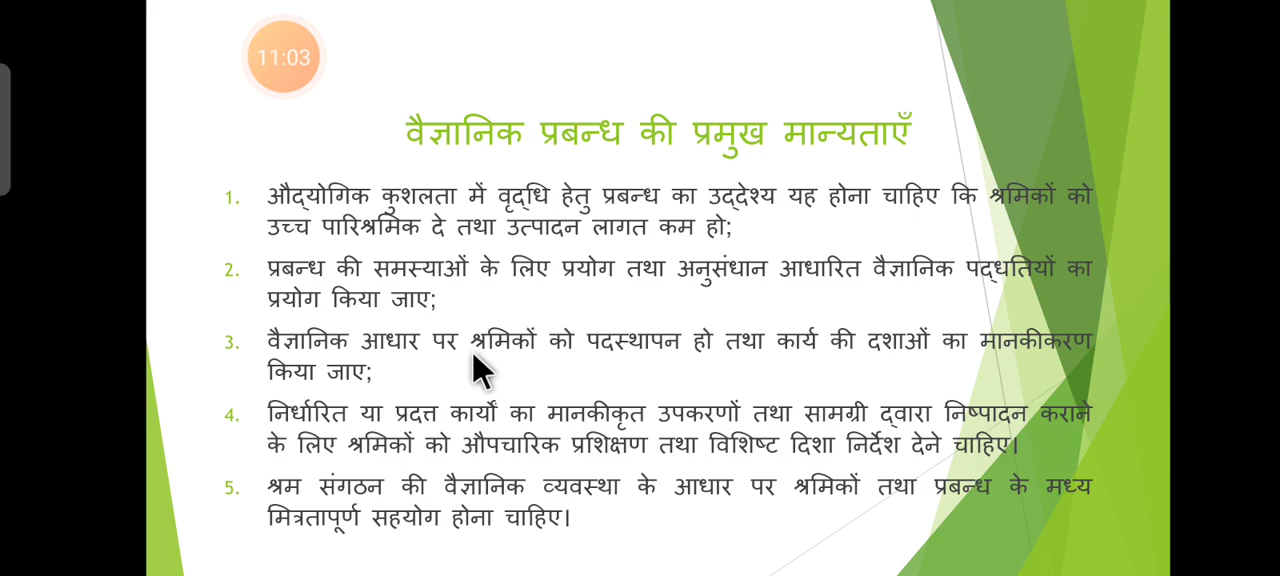 11:03
वैज्ञानिक प्रबन्ध की प्रमुख मान्यताएँ
1. औद्योगिक कुशलता में वृद्धि हेतु प्रबन्ध का उद्देश्य यह होना चाहिए कि श्रमिकों को
उच्च पारिश्रमिक दे तथा उत्पादन लागत कम हो;
2. प्रबन्ध की समस्याओं के लिए प्रयोग तथा अनुसंधान आधारित वैज्ञानिक पद्धतियों का
प्रयोग किया जाए;
3. वैज्ञानिक आधार पर श्रमिकों को पदस्थापन हो तथा कार्य की दशाओं का मानकीकरण
किया जाए;
4. निर्धारित या प्रदत्त कार्यों का मानकीकृत उपकरणों तथा सामग्री द्वारा निष्पादन कराने
के लिए श्रमिकों को औपचारिक प्रशिक्षण तथा विशिष्ट दिशा निर्देश देने चाहिए।
5. श्रम संगठन की वैज्ञानिक व्यवस्था के आधार पर श्रमिकों तथा प्रबन्ध के मध्य
मित्रतापूर्ण सहयोग होना चाहिए।